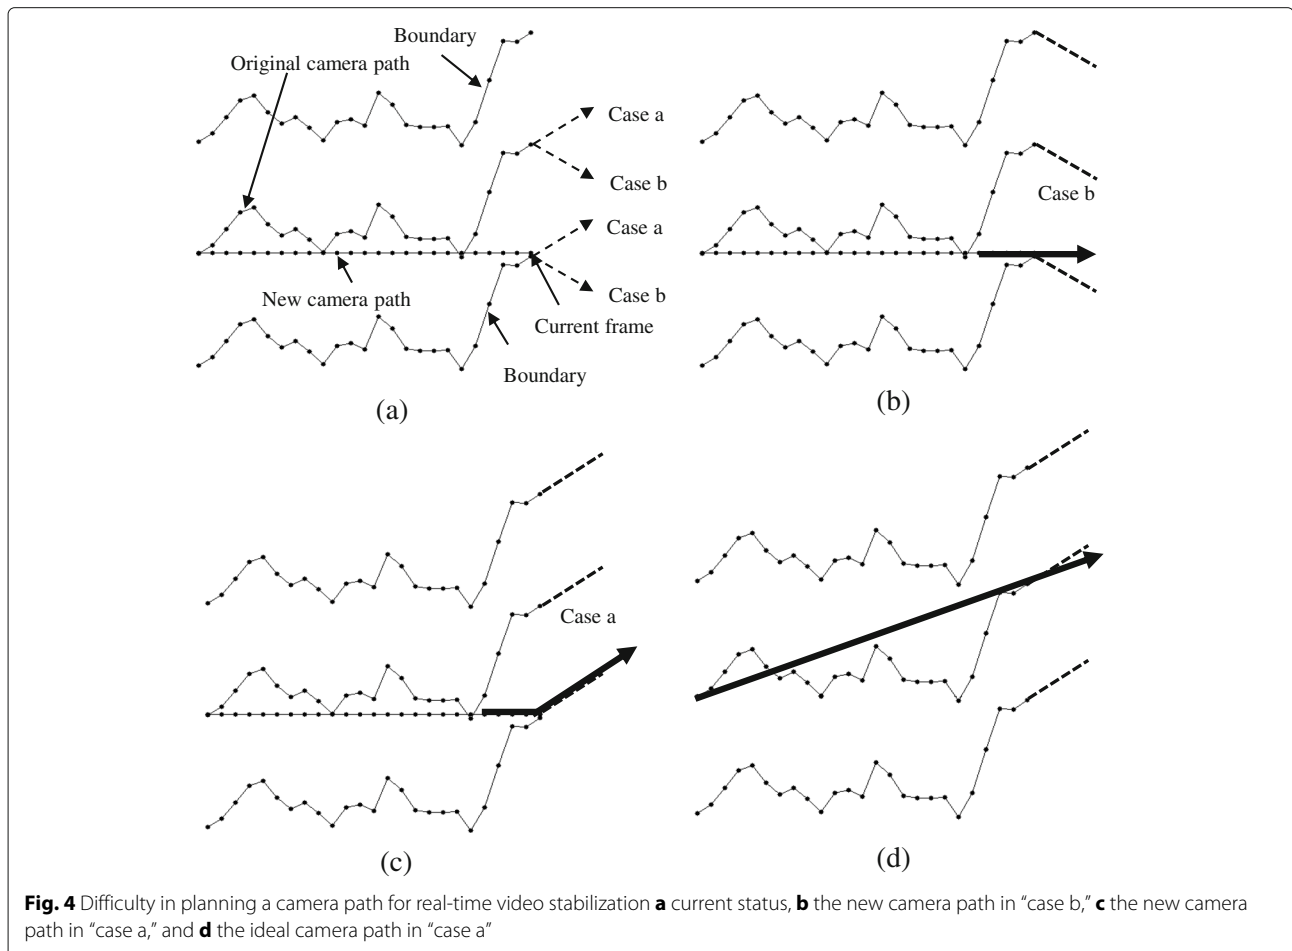 Boundary
Original camera path
Case a
Case b
Case a
New camera path
Case b
Current frame
Boundary
(a)
Case b
(b)
Case a
(c)
(d)
Fig. 4 Difficulty in planning a camera path for real-time video stabilization a current status, b the new camera path in “case b,” c the new camera
path in “case a,” and d the ideal camera path in “case a”